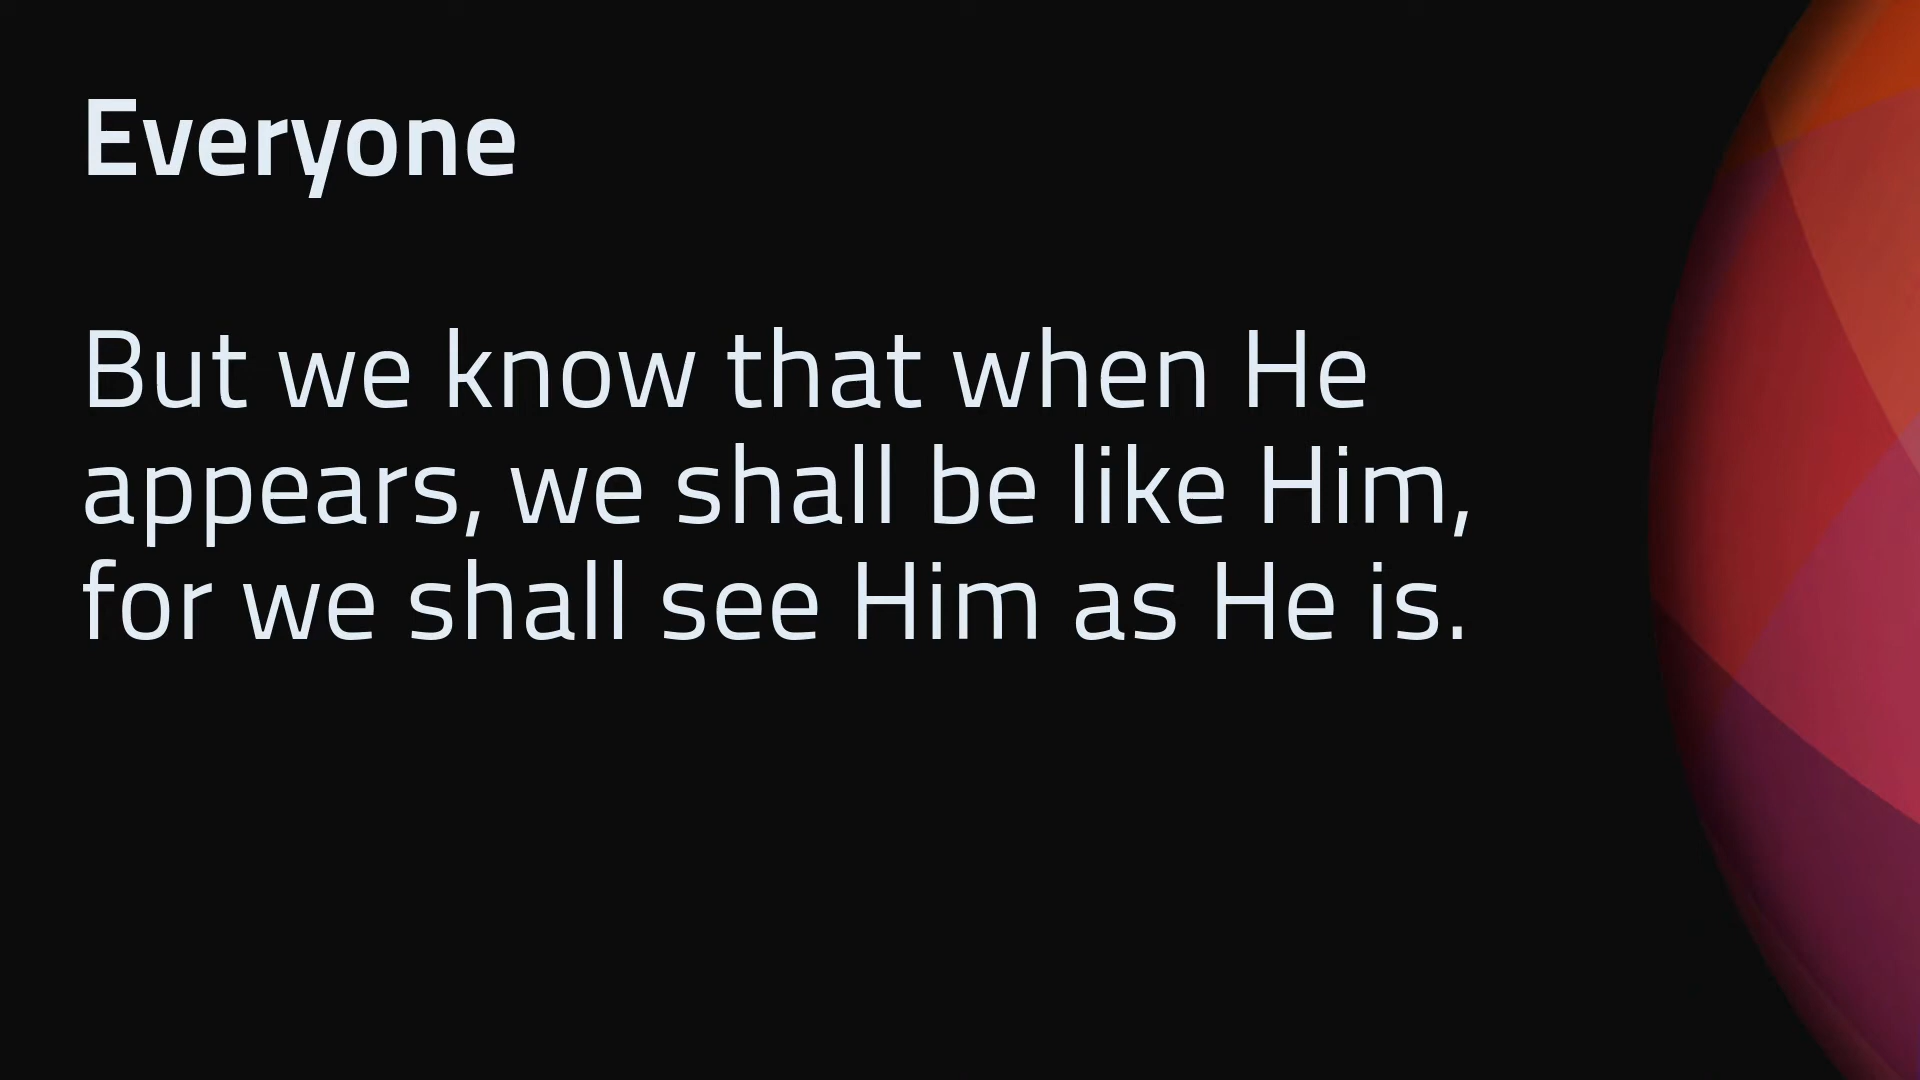 Everyone
But we know that when He
appears, we shall be like Him,
for we shall see Him as He is.